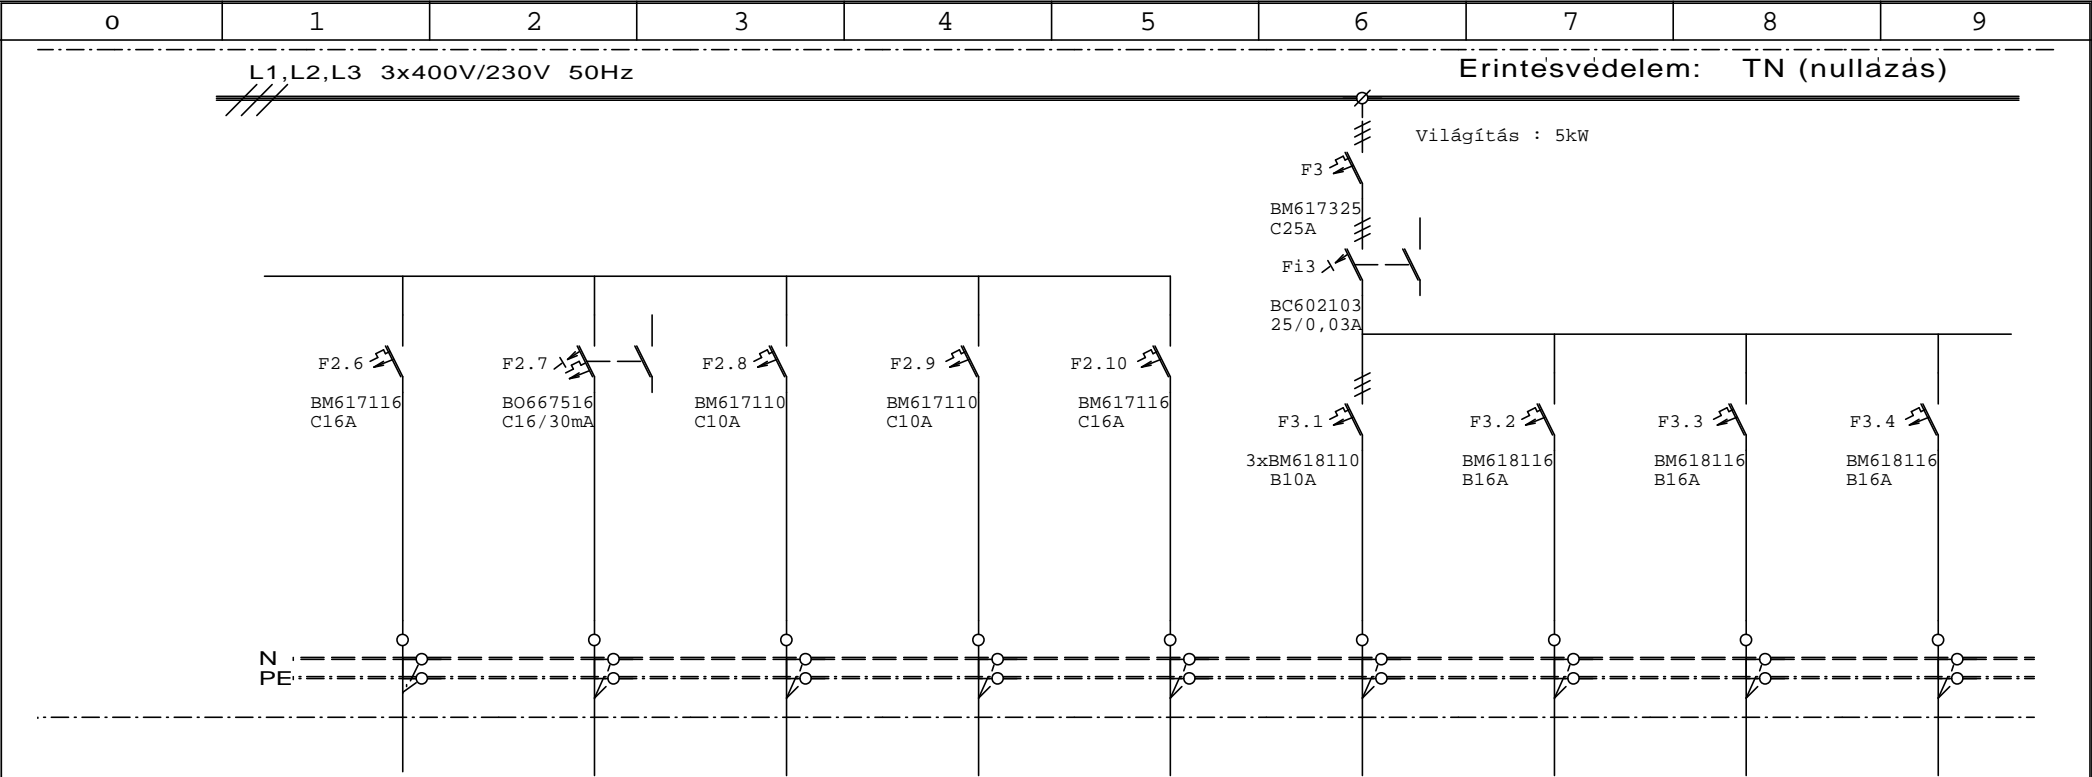 0 1 2 3 4 5 6 7 8 9
L1,L2,L3 3x400V/230V 50Hz
Érintésvédelem: TN (nullázás)
Világítás : 5kW
F3
BM617325
C25A
Fi3
BC602103
25/0,03A
F2.6
BM617116
C16A
F2.7
BO667516
C16/30mA
F2.8
BM617110
C10A
F2.9
BM617110
C10A
F2.10
BM617116
C16A
F3.1
3xBM618110
B10A
F3.2
BM618116
B16A
F3.3
BM618116
B16A
F3.4
BM618116
B16A
N
PE